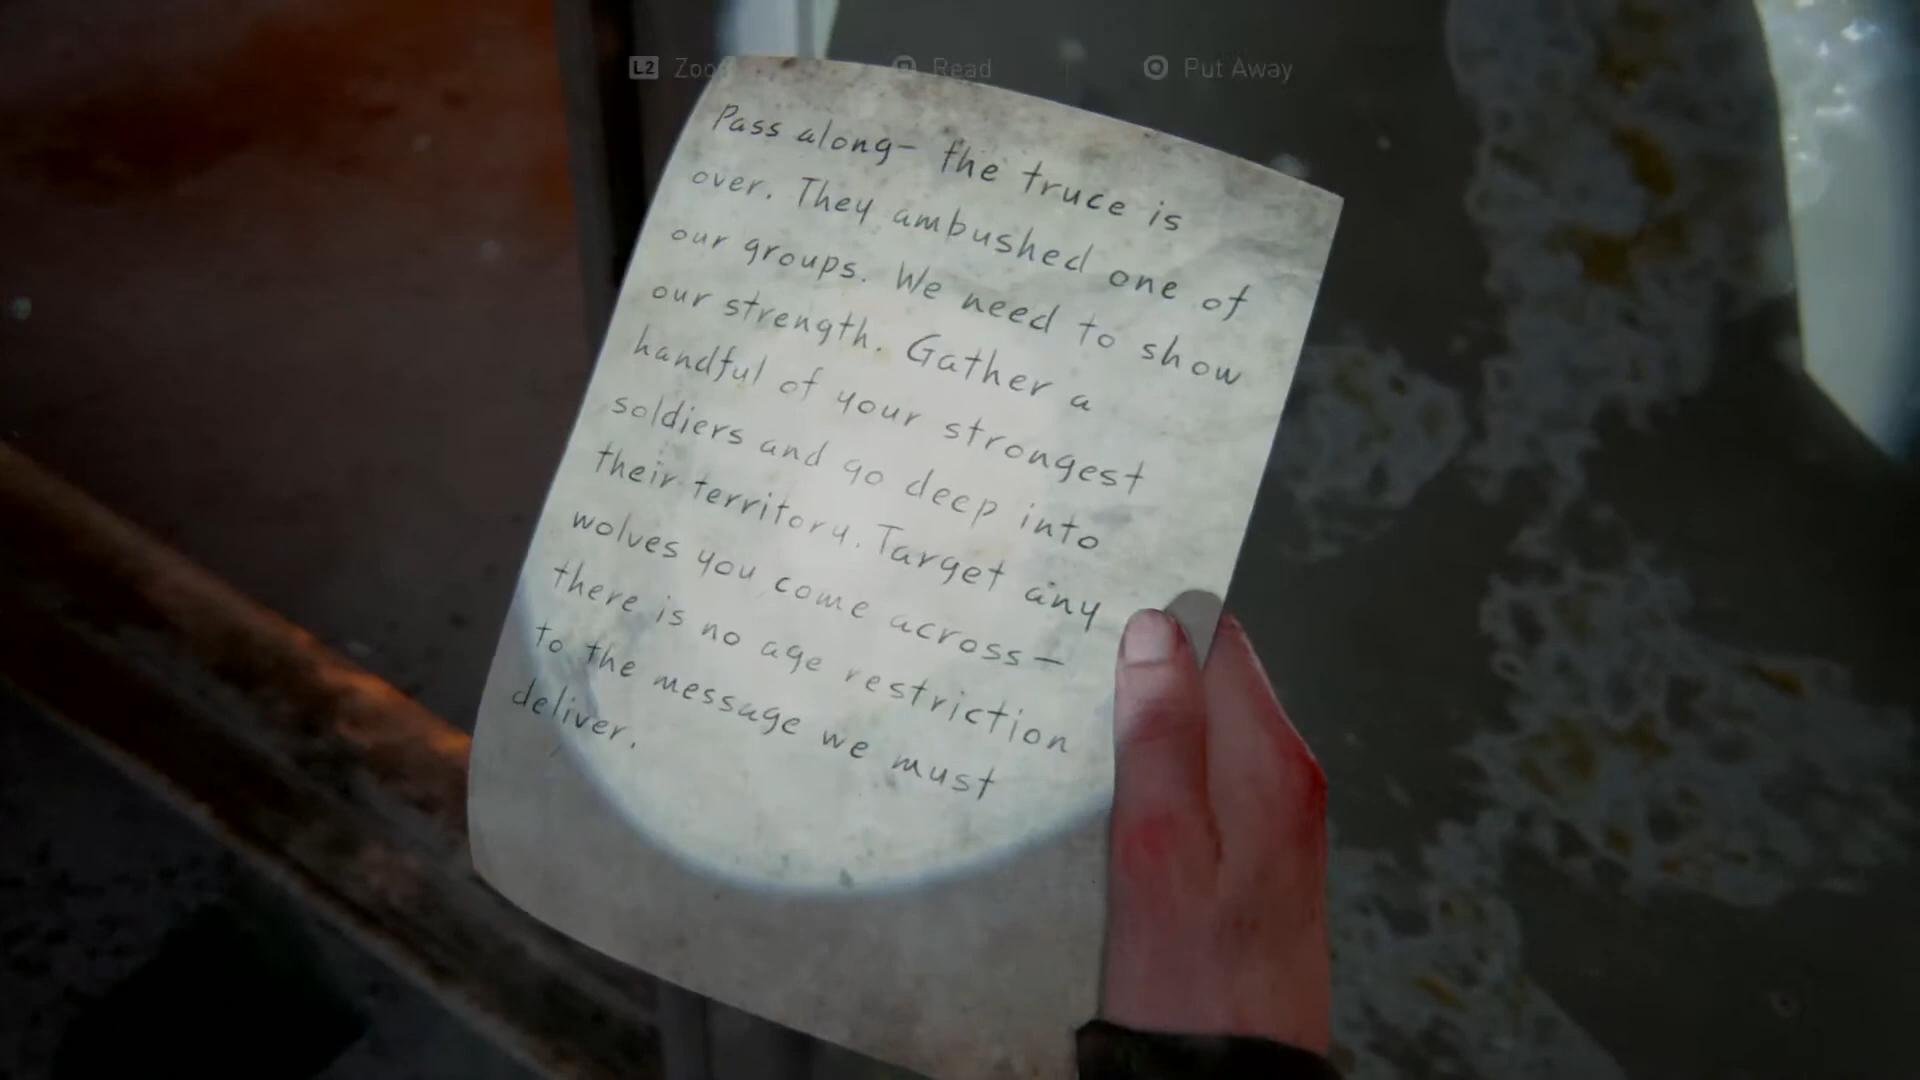 L2 Zoom Read Put Away
Pass along— the truce is
over. They ambushed one of
our groups. We need to show
our strength. Gather a
handful of your strongest
soldiers and go deep into
their territory. Target any
wolves you come across—
there is no age restriction
to the message we must
deliver.